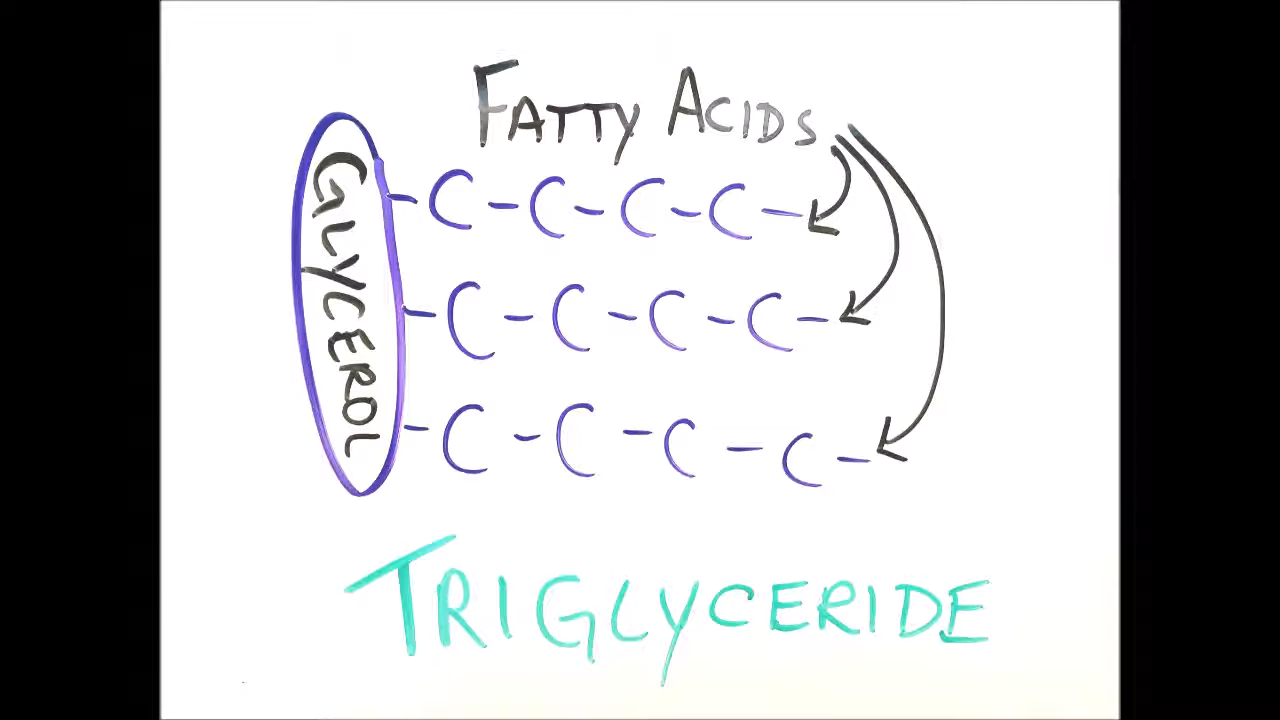 FATTY ACIDS
GLYCEROL
- C - C - C - C -
- C - C - C - C -
- C - C - C - C -
TRIGLYCERIDE